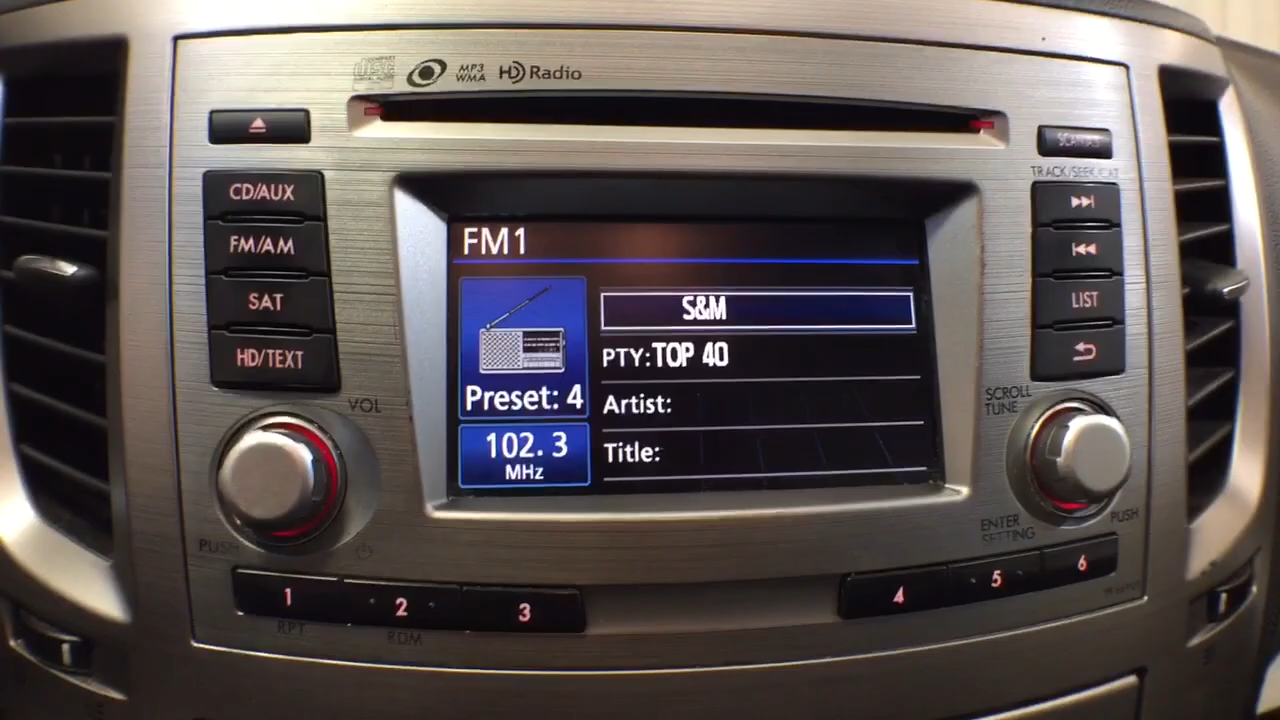 disc
MP3
WMA
HD Radio
SCAN
TRACK/SEEK/CAT
CD/AUX
FM/AM
SAT
HD/TEXT
LIST
FM1
S&M
PTY: TOP 40
Artist:
Title:
Preset: 4
102. 3
MHz
VOL
PUSH
SCROLL
TUNE
ENTER
SETTING
PUSH
1
2
3
4
5
6
RPT
RDM